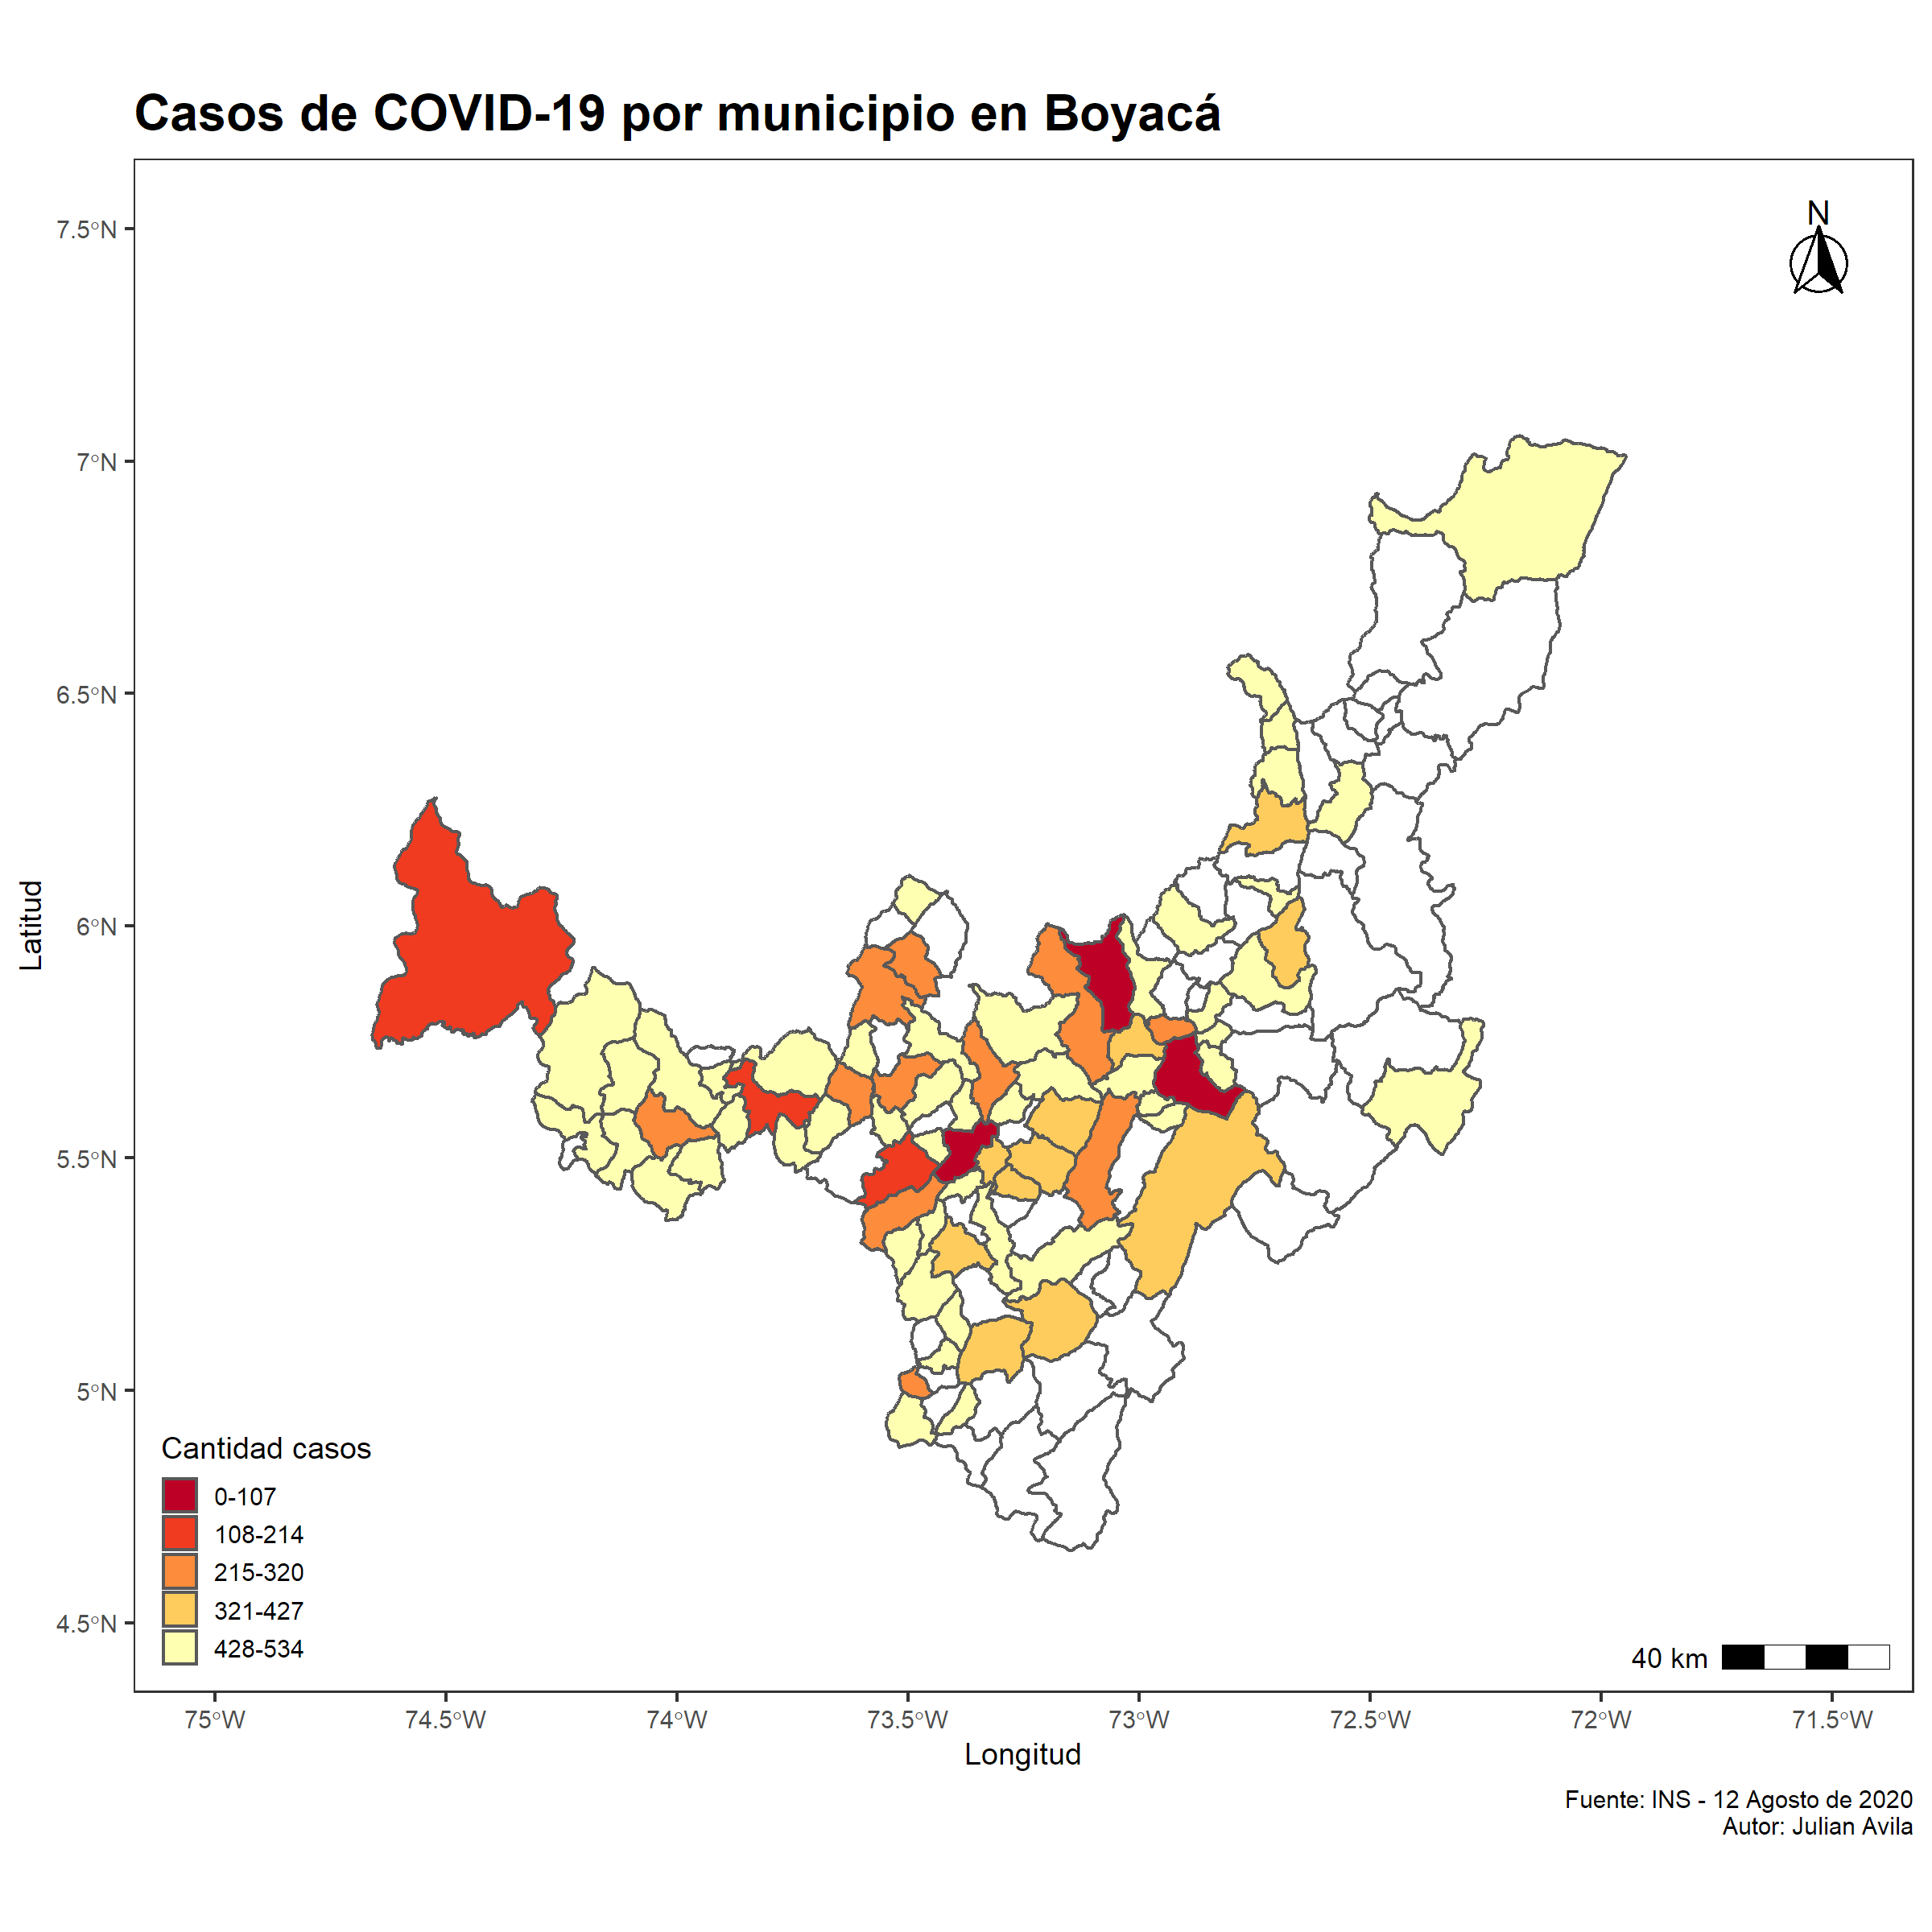 Casos de COVID-19 por municipio en Boyacá
N
7.5°N
7°N
6.5°N
6°N
5.5°N
5°N
4.5°N
Latitud
Cantidad casos
0-107
108-214
215-320
321-427
428-534
40 km
75°W 74.5°W 74°W 73.5°W 73°W 72.5°W 72°W 71.5°W
Longitud
Fuente: INS - 12 Agosto de 2020
Autor: Julian Avila